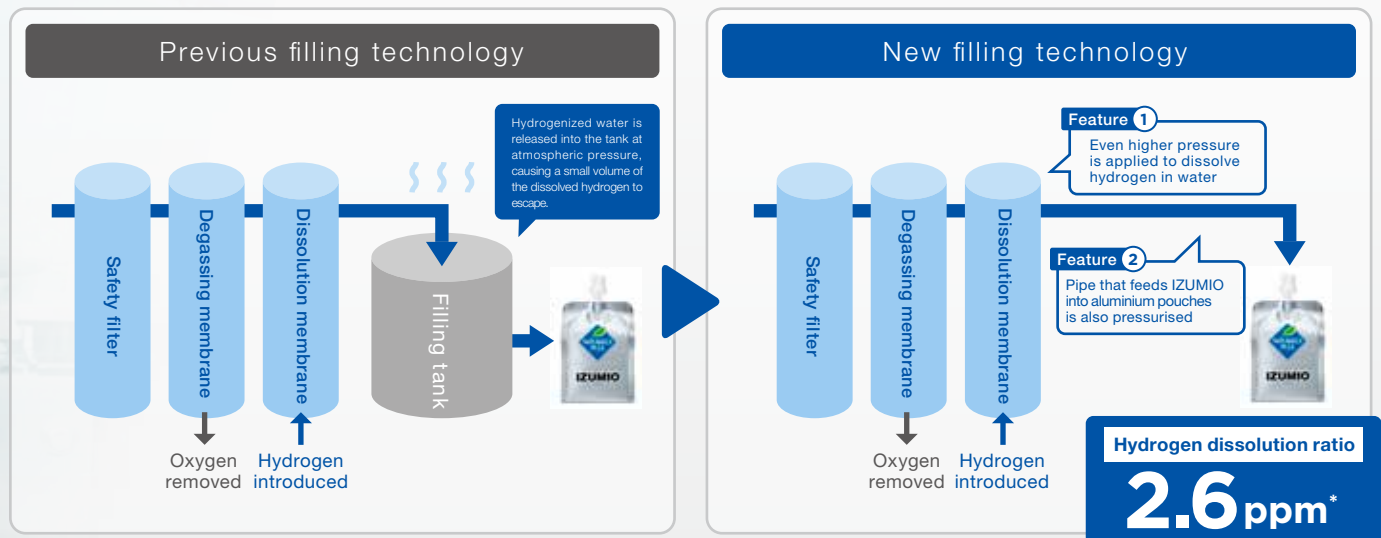 Previous filling technology
Hydrogenized water is
released into the tank at
atmospheric pressure,
causing a small volume of
the dissolved hydrogen to
escape.
Safety filter
Degassing membrane
Dissolution membrane
Filling tank
IZUMIO
Oxygen
removed
Hydrogen
introduced
New filling technology
Feature 1
Even higher pressure
is applied to dissolve
hydrogen in water
Feature 2
Pipe that feeds IZUMIO
into aluminium pouches
is also pressurised
Safety filter
Degassing membrane
Dissolution membrane
IZUMIO
Oxygen
removed
Hydrogen
introduced
Hydrogen dissolution ratio
2.6 ppm*